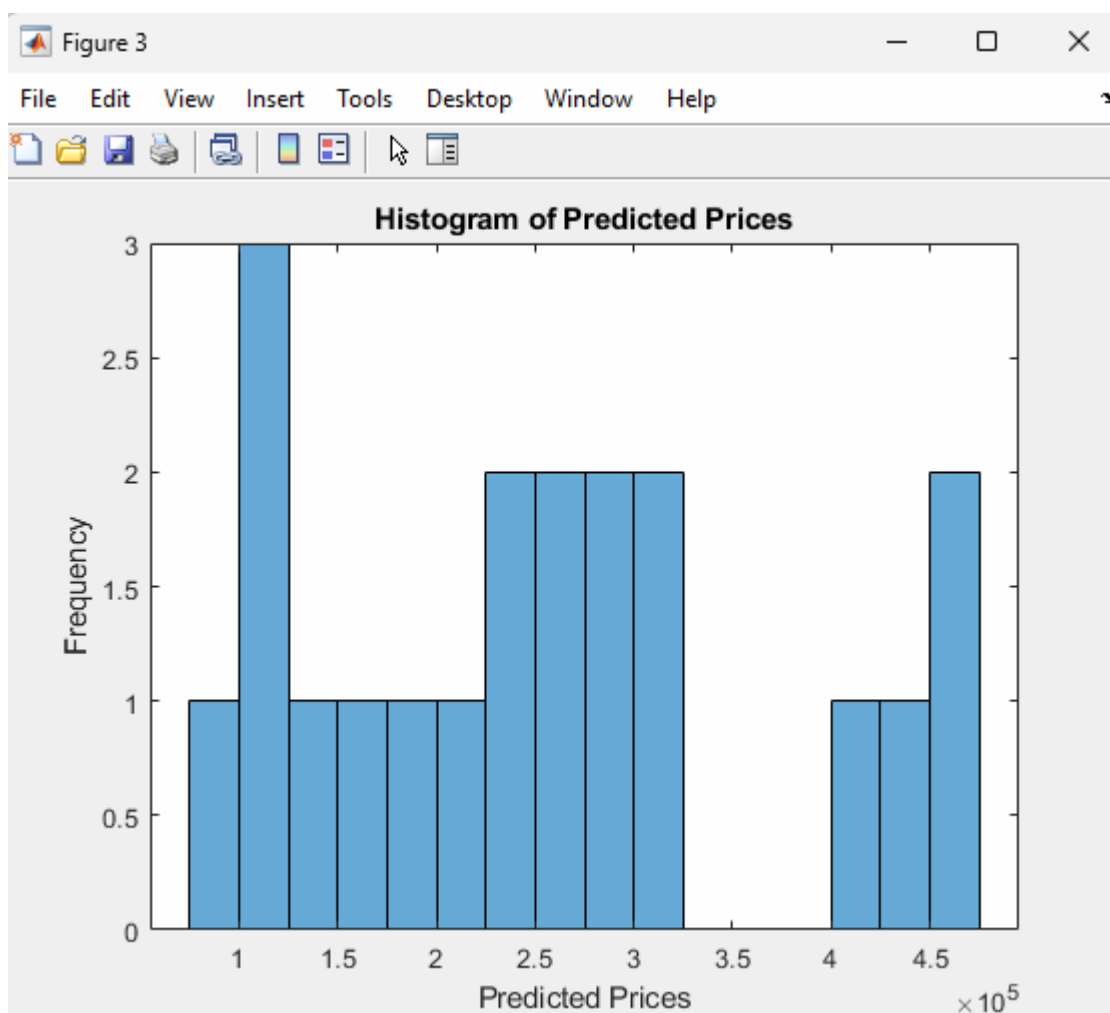 Figure 3
File Edit View Insert Tools Desktop Window Help
Histogram of Predicted Prices
3
2.5
2
1.5
1
0.5
0
Frequency
1 1.5 2 2.5 3 3.5 4 4.5
Predicted Prices
×10^5